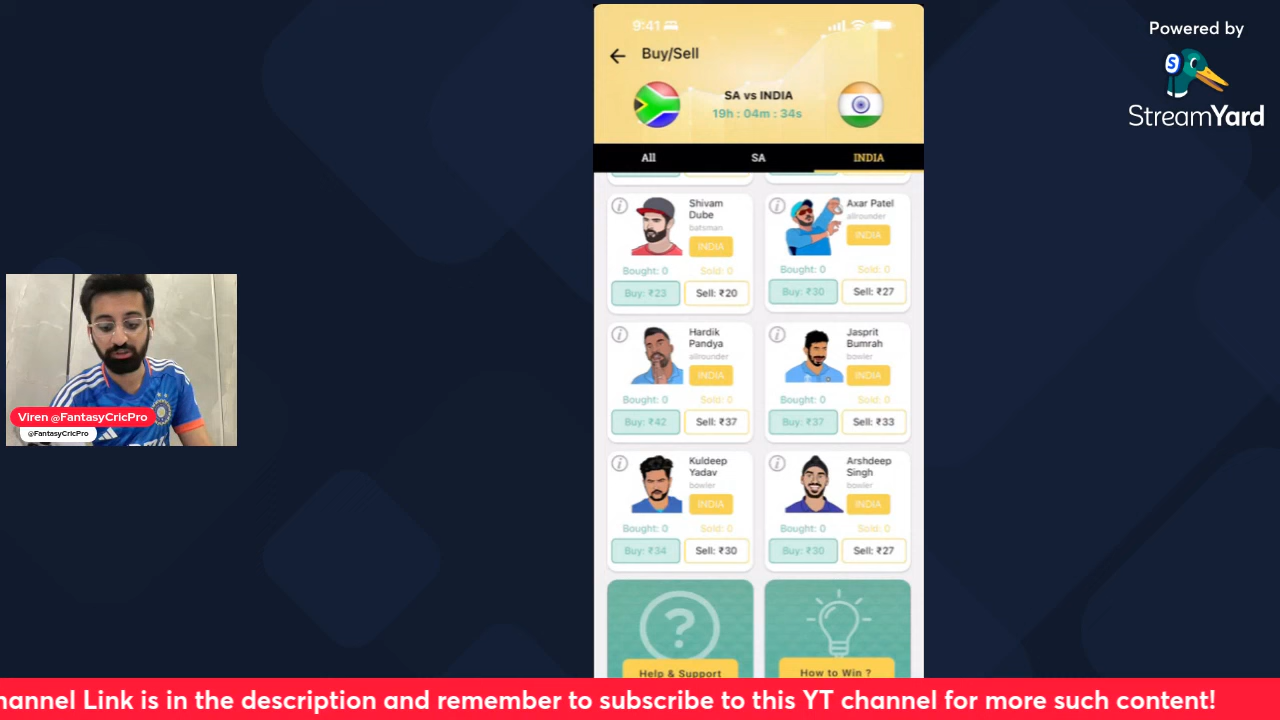 Powered by
StreamYard
9:41
Buy/Sell
SA vs INDIA
19h : 04m : 34s
All
SA
INDIA
Shivam
Dube
batsman
INDIA
Bought: 0
Sold: 0
Buy: ₹23
Sell: ₹20
Axar Patel
allrounder
INDIA
Bought: 0
Sold: 0
Buy: ₹30
Sell: ₹27
Hardik
Pandya
allrounder
INDIA
Bought: 0
Sold: 0
Buy: ₹42
Sell: ₹37
Jasprit
Bumrah
bowler
INDIA
Bought: 0
Sold: 0
Buy: ₹37
Sell: ₹33
Kuldeep
Yadav
bowler
INDIA
Bought: 0
Sold: 0
Buy: ₹34
Sell: ₹30
Arshdeep
Singh
bowler
INDIA
Bought: 0
Sold: 0
Buy: ₹30
Sell: ₹27
Help & Support
How to Win ?
Viren @FantasyCricPro
@FantasyCricPro
hannel Link is in the description and remember to subscribe to this YT channel for more such content!